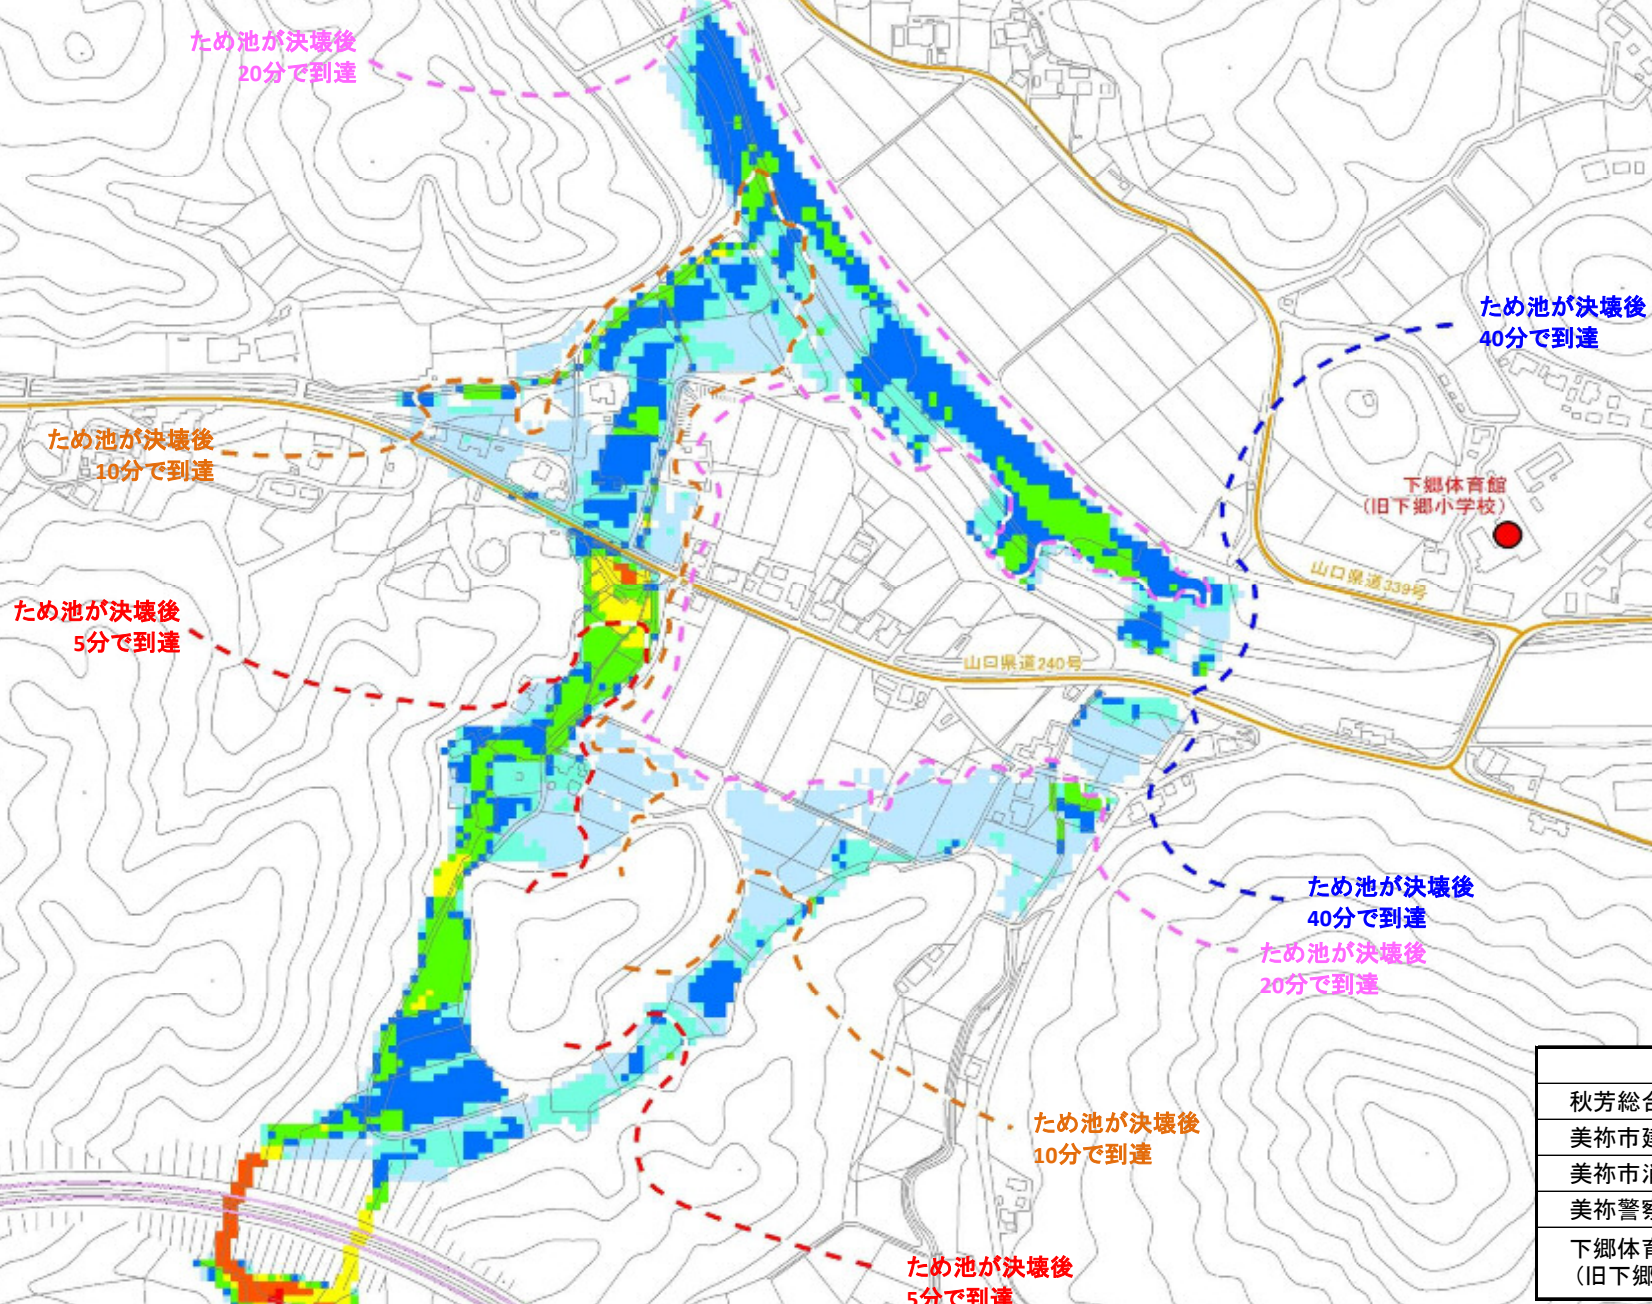 ため池が決壊後
20分で到達
ため池が決壊後
40分で到達
ため池が決壊後
10分で到達
下郷体育館
(旧下郷小学校)
山口県道339号
ため池が決壊後
5分で到達
山口県道240号
ため池が決壊後
40分で到達
ため池が決壊後
20分で到達
ため池が決壊後
10分で到達
ため池が決壊後
5分で到達
秋芳総合
美祢市建
美祢市消
美祢警察
下郷体育
(旧下郷